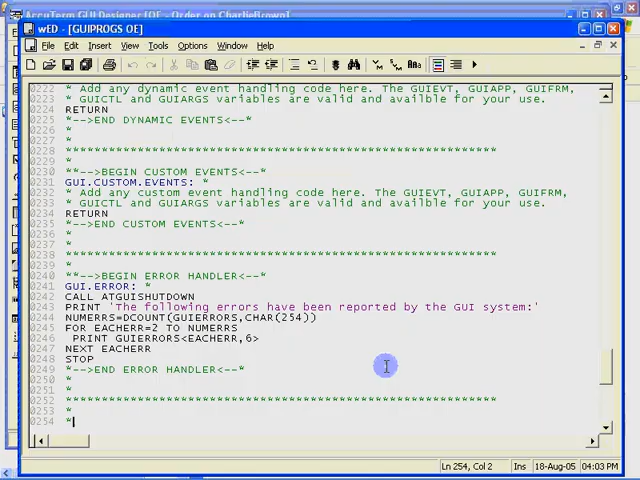 AccuTerm GUI Designer [OE - Order on CharlieBrown]
wED - [GUIPROGS OE]
File Edit Insert View Tools Options Window Help
0222 * Add any dynamic event handling code here. The GUIEVT, GUIAPP, GUIFRM,
0223 * GUICTL and GUIARGS variables are valid and availble for your use.
0224 RETURN
0225 *-->END DYNAMIC EVENTS<--*
0226 *
0227 *
0228 **********************************************************************
0229 *
0230 **-->BEGIN CUSTOM EVENTS<--*
0231 GUI.CUSTOM.EVENTS: *
0232 * Add any custom event handling code here. The GUIEVT, GUIAPP, GUIFRM,
0233 * GUICTL and GUIARGS variables are valid and availble for your use.
0234 RETURN
0235 *-->END CUSTOM EVENTS<--*
0236 *
0237 *
0238 **********************************************************************
0239 *
0240 **-->BEGIN ERROR HANDLER<--*
0241 GUI.ERROR: *
0242 CALL ATGUISHUTDOWN
0243 PRINT 'The following errors have been reported by the GUI system:'
0244 NUMERRS=DCOUNT(GUIERRORS,CHAR(254))
0245 FOR EACHERR=2 TO NUMERRS
0246  PRINT GUIERRORS<EACHERR,6>
0247 NEXT EACHERR
0248 STOP
0249 *-->END ERROR HANDLER<--*
0250 *
0251 *
0252 **********************************************************************
0253 *
0254 *
Ln 254, Col 2 Ins 18-Aug-05 04:03 PM